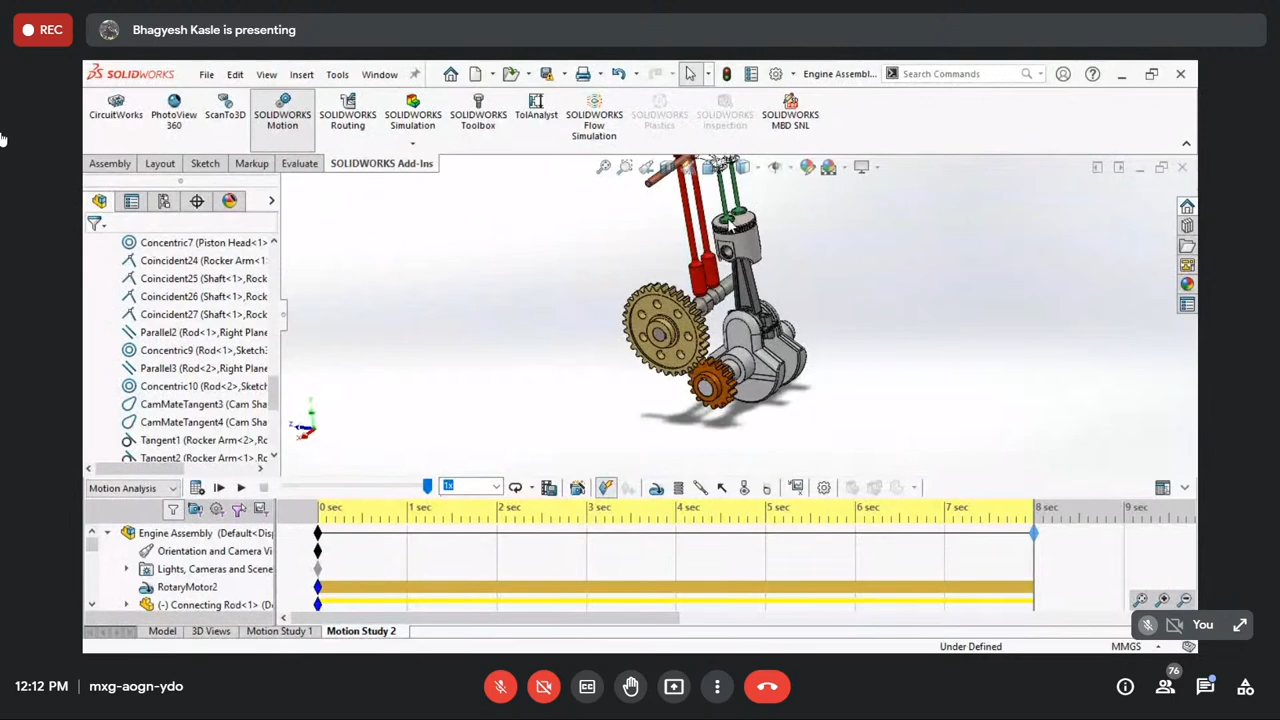 REC
Bhagyesh Kasle is presenting
SOLIDWORKS File Edit View Insert Tools Window Engine Assembl... Search Commands
CircuitWorks PhotoView 360 ScanTo3D SOLIDWORKS Motion SOLIDWORKS Routing SOLIDWORKS Simulation SOLIDWORKS Toolbox TolAnalyst SOLIDWORKS Flow Simulation SOLIDWORKS Plastics SOLIDWORKS Inspection SOLIDWORKS MBD SNL
Assembly Layout Sketch Markup Evaluate SOLIDWORKS Add-Ins
Concentric7 (Piston Head<1>
Coincident24 (Rocker Arm<1>
Coincident25 (Shaft<1>,Rock
Coincident26 (Shaft<1>,Rock
Coincident27 (Shaft<1>,Rock
Parallel2 (Rod<1>,Right Plane
Concentric9 (Rod<1>,Sketch3
Parallel3 (Rod<2>,Right Plane
Concentric10 (Rod<2>,Sketch
CamMateTangent3 (Cam Sha
CamMateTangent4 (Cam Sha
Tangent1 (Rocker Arm<2>,Ro
Tangent2 (Rocker Arm<1>,Ro
Motion Analysis 1x
0 sec 1 sec 2 sec 3 sec 4 sec 5 sec 6 sec 7 sec 8 sec 9 sec
Engine Assembly (Default<Disp
Orientation and Camera Vi
Lights, Cameras and Scene
RotaryMotor2
(-) Connecting Rod<1> (De
You
Model 3D Views Motion Study 1 Motion Study 2
Under Defined MMGS
12:12 PM mxg-aogn-ydo 76